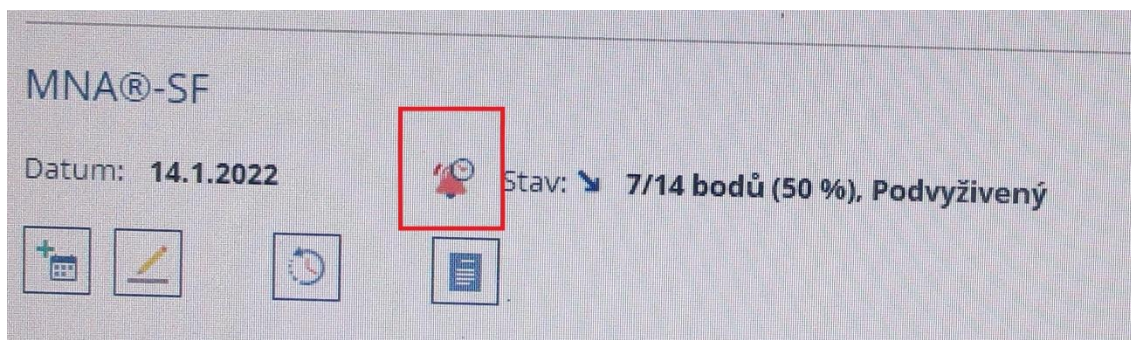 MNA®-SF
Datum: 14.1.2022 Stav: 7/14 bodů (50 %), Podvyživený